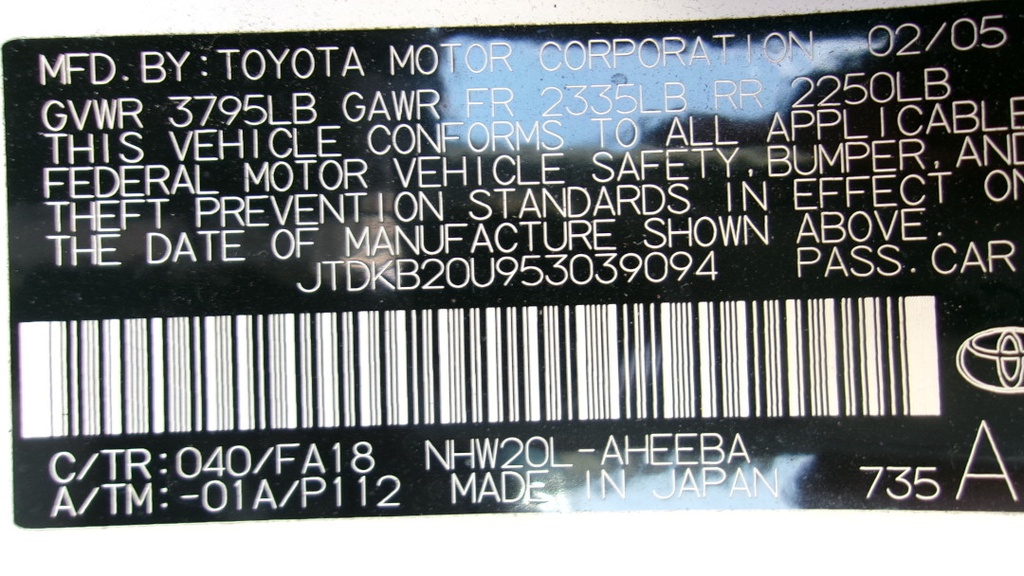 MFD. BY: TOYOTA MOTOR CORPORATION 02/05
GVWR 3795LB GAWR FR 2335LB RR 2250LB
THIS VEHICLE CONFORMS TO ALL APPLICABLE
FEDERAL MOTOR VEHICLE SAFETY, BUMPER, AND
THEFT PREVENTION STANDARDS IN EFFECT ON
THE DATE OF MANUFACTURE SHOWN ABOVE.
JTDKB20U953039094 PASS. CAR
C/TR: 040/FA18 NHW20L-AHEEBA
A/TM: -01A/P112 MADE IN JAPAN 735 A